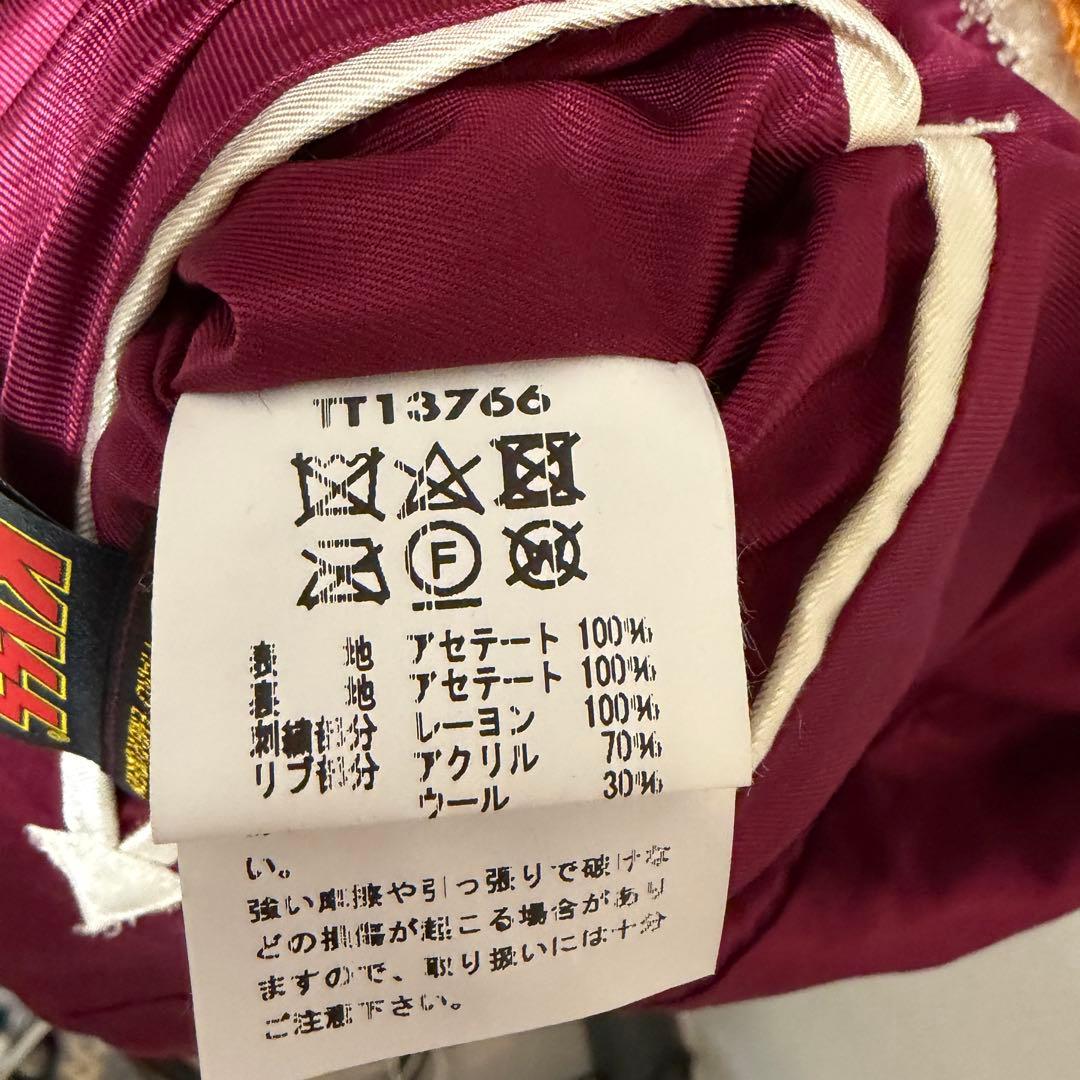 TT13766
F
W
表 地 アセテート 100%
裏 地 アセテート 100%
刺繍部分 レーヨン 100%
リブ部分 アクリル 70%
ウール 30%
い。
強い摩擦や引っ張りで破けな
どの損傷が起こる場合があり
ますので、取り扱いには十分
ご注意下さい。